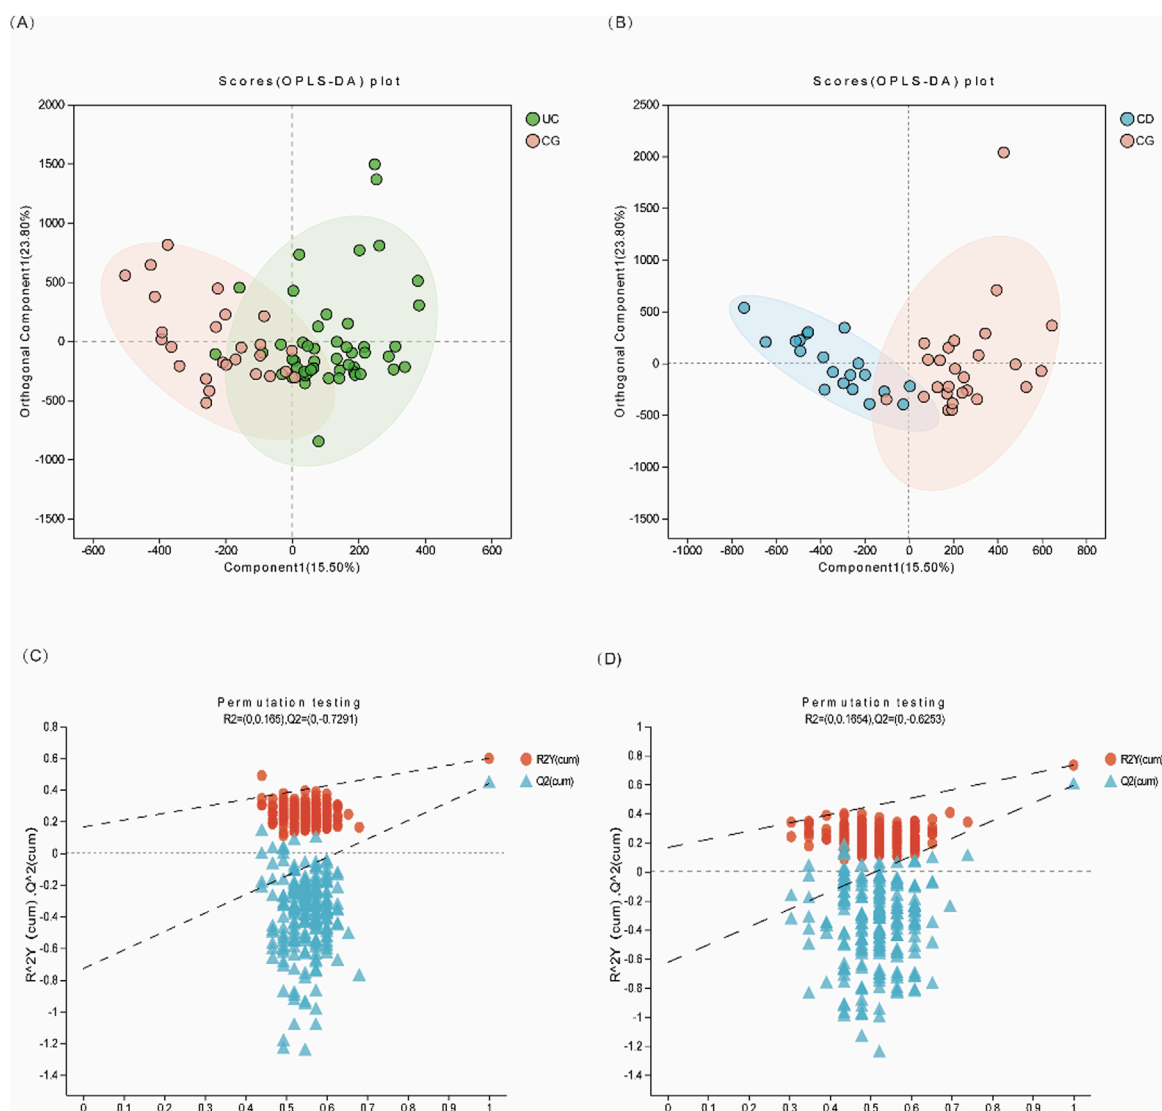 (A)
Scores(OPLS-DA) plot
2000
1500
1000
500
0
-500
-1000
-1500
Orthogonal Component1(23.80%)
-600 -400 -200 0 200 400 600
Component1(15.50%)
UC
CG
(B)
Scores(OPLS-DA) plot
2500
2000
1500
1000
500
0
-500
-1000
-1500
Orthogonal Component1(23.80%)
-1000 -800 -600 -400 -200 0 200 400 600 800
Component1(15.50%)
CD
CG
(C)
Permutation testing
R2=(0,0.165),Q2=(0,-0.7291)
0.8
0.6
0.4
0.2
0
-0.2
-0.4
-0.6
-0.8
-1
-1.2
-1.4
R^2Y (cum) ,Q^2(cum)
0 0.1 0.2 0.3 0.4 0.5 0.6 0.7 0.8 0.9 1
R2Y(cum)
Q2(cum)
(D)
Permutation testing
R2=(0,0.1654),Q2=(0,-0.6253)
1
0.8
0.6
0.4
0.2
0
-0.2
-0.4
-0.6
-0.8
-1
-1.2
-1.4
R^2Y (cum) ,Q^2(cum)
0 0.1 0.2 0.3 0.4 0.5 0.6 0.7 0.8 0.9 1
R2Y(cum)
Q2(cum)